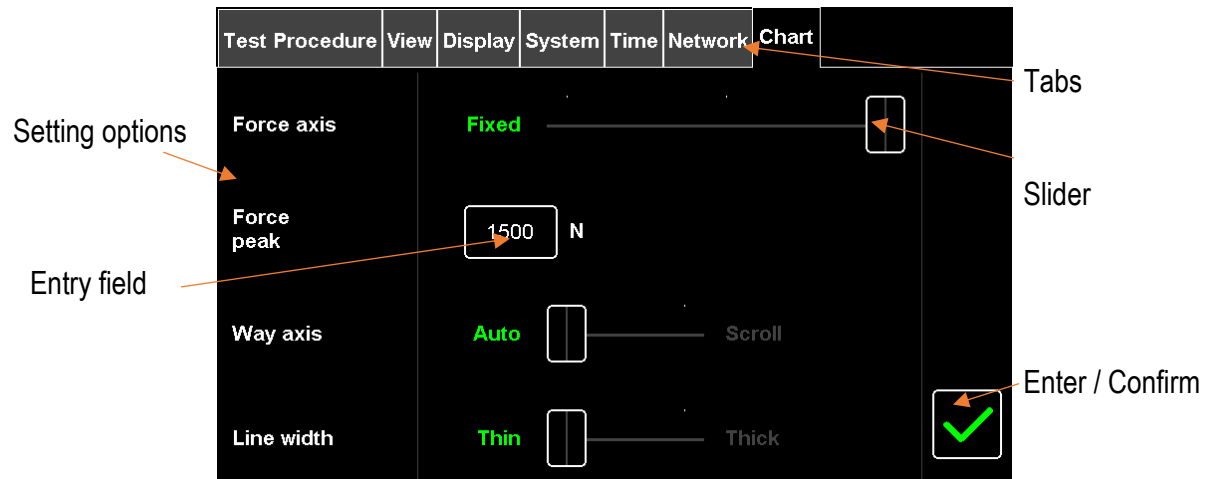 Test Procedure View Display System Time Network Chart
Tabs
Setting options
Force axis Fixed
Slider
Force
peak
1500 N
Entry field
Way axis Auto Scroll
Enter / Confirm
Line width Thin Thick